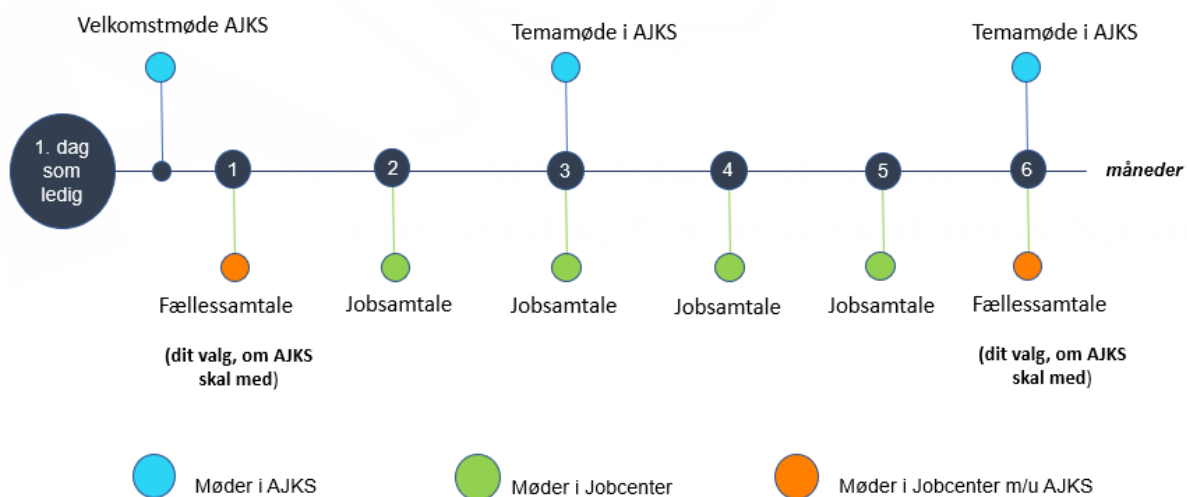 Velkomstmøde AJKS
Temamøde i AJKS
Temamøde i AJKS
1. dag
som
ledig
1
2
3
4
5
6
måneder
Fællessamtale
Jobsamtale
Jobsamtale
Jobsamtale
Jobsamtale
Fællessamtale
(dit valg, om AJKS
skal med)
(dit valg, om AJKS
skal med)
Møder i AJKS
Møder i Jobcenter
Møder i Jobcenter m/u AJKS